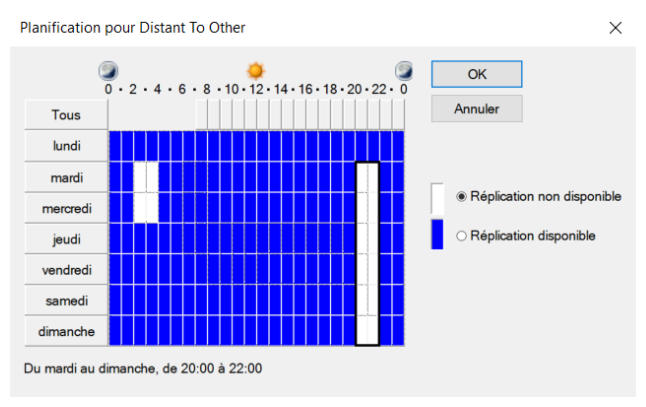 Planification pour Distant To Other
0 · 2 · 4 · 6 · 8 · 10 · 12 · 14 · 16 · 18 · 20 · 22 · 0
OK
Tous
Annuler
lundi
mardi
mercredi
jeudi
vendredi
samedi
dimanche
Réplication non disponible
Réplication disponible
Du mardi au dimanche, de 20:00 à 22:00